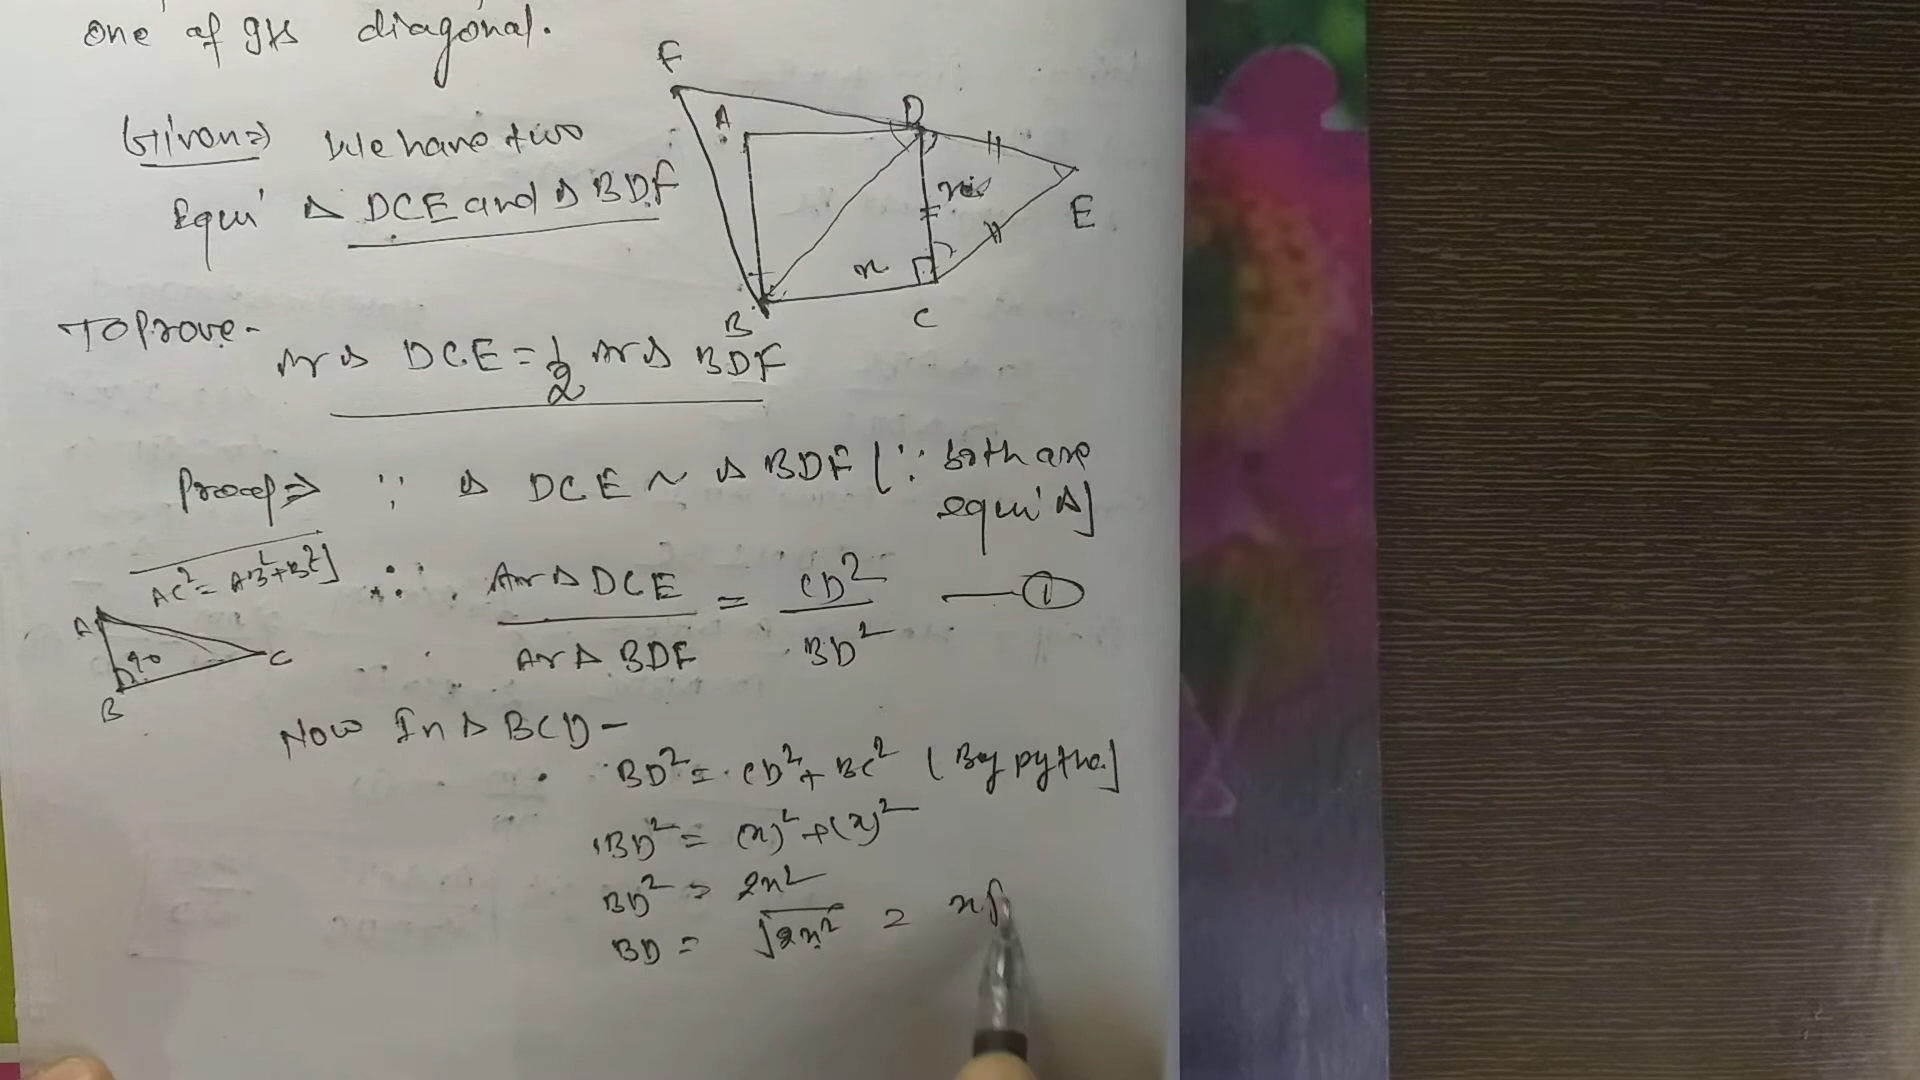 one of its diagonal.
F
A
D
Given⇒ We have two
Equi' Δ DCE and Δ BDF
E
x
B
C
To Prove-
Ar Δ DCE = 1/2 Ar Δ BDF
Proof⇒ ∵ Δ DCE ~ Δ BDF [∵ both are
equi' Δ]
AC² = AB² + BC²]
∴ Ar Δ DCE / Ar Δ BDF = CD² / BD² — ①
A
90
C
B
Now In Δ BCD -
BD² = CD² + BC² (By pytho.]
BD² = (x)² + (x)²
BD² = 2x²
BD = √2x² = x√